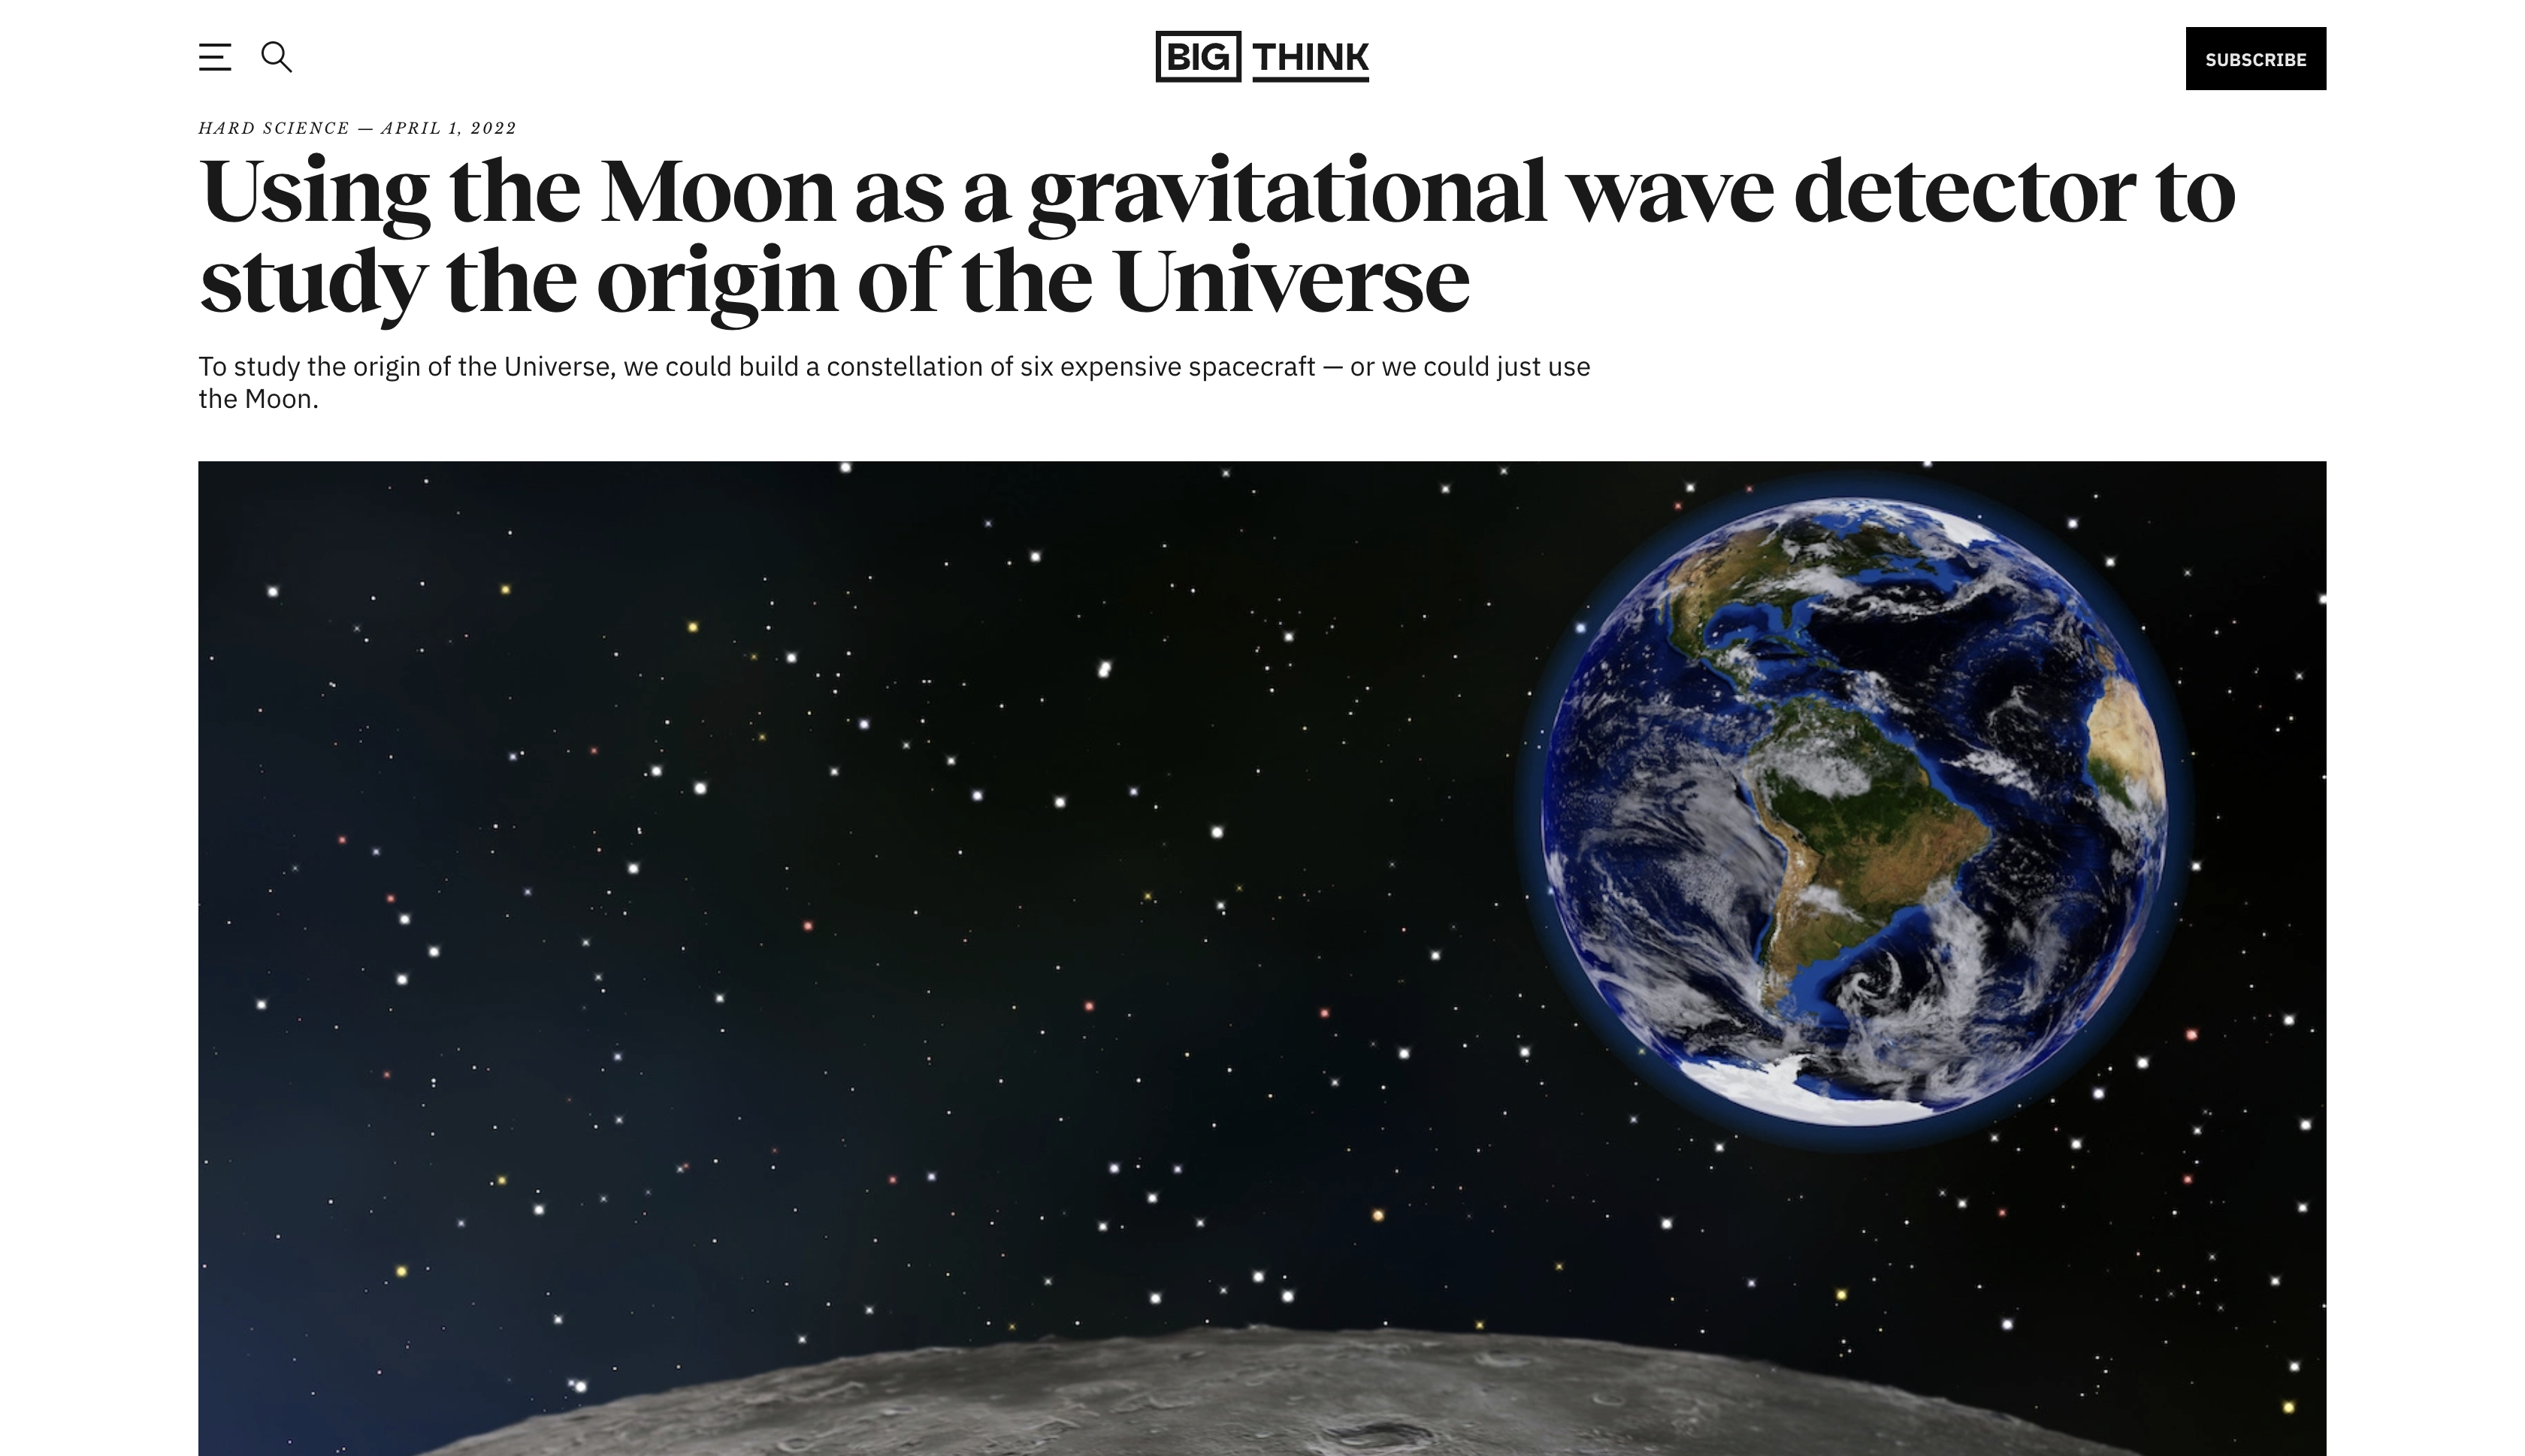 BIG THINK
SUBSCRIBE
HARD SCIENCE — APRIL 1, 2022
Using the Moon as a gravitational wave detector to
study the origin of the Universe
To study the origin of the Universe, we could build a constellation of six expensive spacecraft — or we could just use
the Moon.